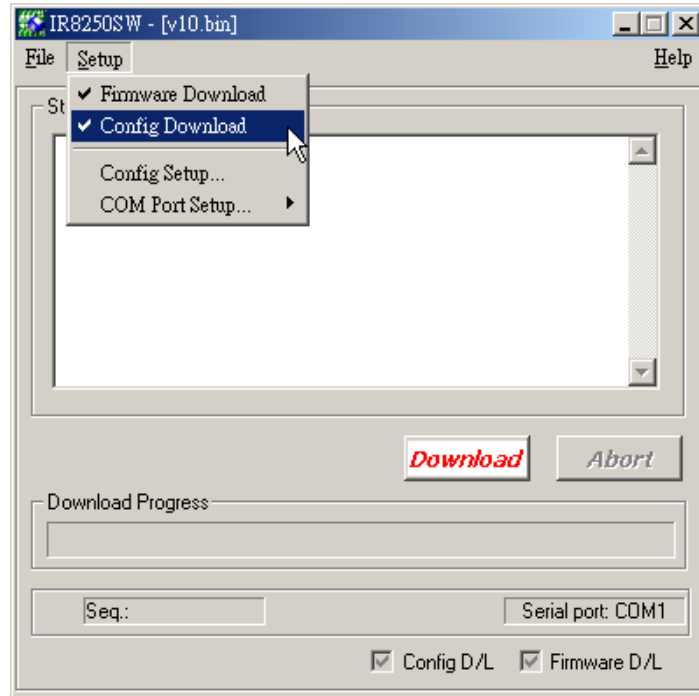 IR8250SW - [v10.bin]
File Setup Help
St
Firmware Download
Config Download
Config Setup...
COM Port Setup...
Download Abort
Download Progress
Seq.: Serial port: COM1
Config D/L Firmware D/L